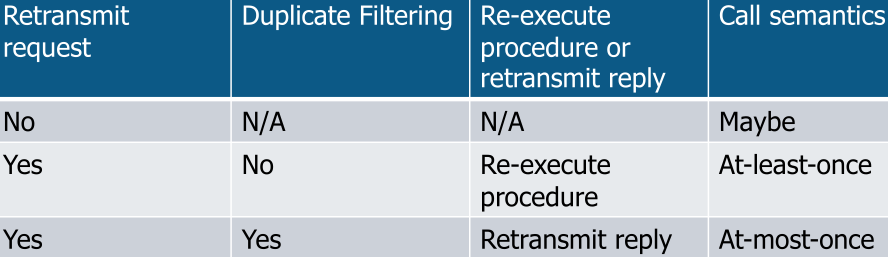 Retransmit request
Duplicate Filtering
Re-execute procedure or retransmit reply
Call semantics
No
N/A
N/A
Maybe
Yes
No
Re-execute procedure
At-least-once
Yes
Yes
Retransmit reply
At-most-once